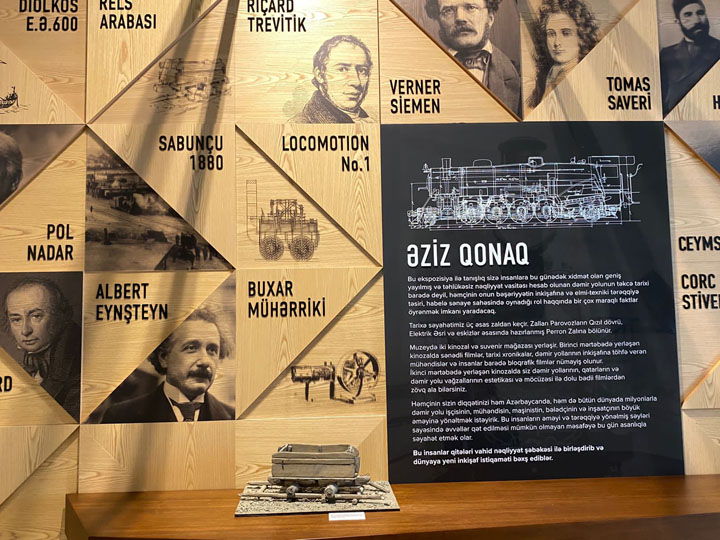 DİOLKOS
E.Ə.600
RELS
ARABASI
RİÇARD
TREVİTİK
VERNER
SİEMEN
TOMAS
SAVERİ
H
SABUNÇU
1880
LOCOMOTION
No.1
POL
NADAR
ALBERT
EYNŞTEYN
BUXAR
MÜHƏRRİKİ
RD
CEYMS
CORC
STİVE
ƏZİZ QONAQ
Bu ekspozisiya ilə tanışlıq sizə insanlara bu günədək xidmət olan geniş
yayılmış və təhlükəsiz nəqliyyat vasitəsi hesab olunan dəmir yolunun təkcə tarixi
barədə deyil, həmçinin onun bəşəriyyətin inkişafına və elmi-texniki tərəqqiyə
təsiri, habelə sənaye sahəsində oynadığı rol haqqında bir çox maraqlı faktlar
öyrənmək imkanı yaradacaq.
Tarixə səyahətimiz üç əsas zaldan keçir. Zalları Parovozların Qızıl dövrü,
Elektrik Əsri və eskizlər əsasında hazırlanmış Perron Zalına bölünür.
Muzeydə iki kinozal və suvenir mağazası yerləşir. Birinci mərtəbədə yerləşən
kinozalda sənədli filmlər, tarixi xronikalar, dəmir yollarının inkişafına töhfə verən
mühəndislər və insanlar barədə bioqrafik filmlər nümayiş olunur.
İkinci mərtəbədə yerləşən kinozalda siz dəmir yollarının, qatarların və
dəmir yolu vağzallarının estetikası və möcüzəsi ilə dolu bədii filmlərdən
zövq ala bilərsiniz.
Həmçinin sizin diqqətinizi həm Azərbaycanda, həm də bütün dünyada milyonlarla
dəmir yolu işçisinin, mühəndisin, maşinistin, bələdçinin və inşaatçının böyük
əməyinə yönəltmək istəyirik. Bu insanların əməyi və tərəqqiyə yönəlmiş səyləri
sayəsində əvvəllər qət edilməsi mümkün olmayan məsafəyə bu gün asanlıqla
səyahət etmək olar.
Bu insanlar qitələri vahid nəqliyyat şəbəkəsi ilə birləşdirib və
dünyaya yeni inkişaf istiqaməti bəxş ediblər.